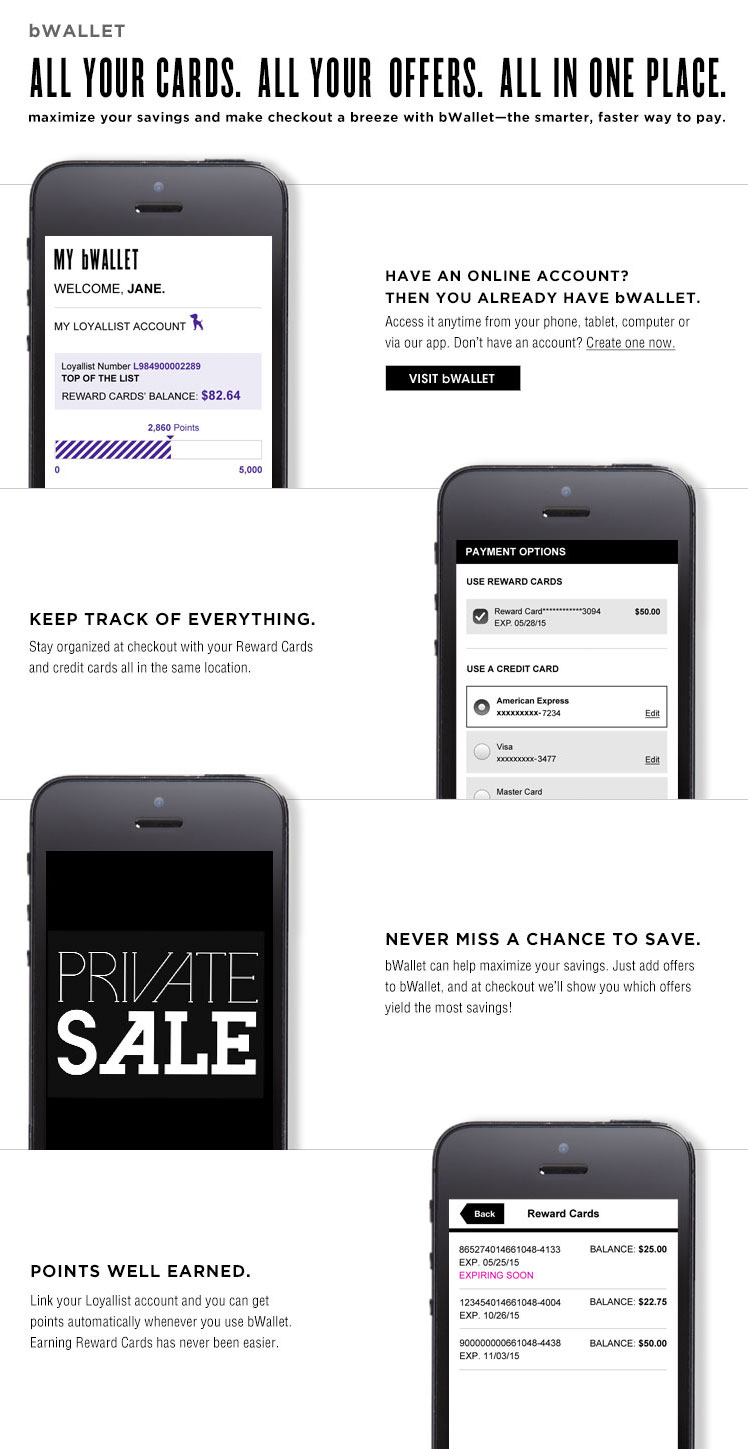 bWALLET
ALL YOUR CARDS. ALL YOUR OFFERS. ALL IN ONE PLACE.
maximize your savings and make checkout a breeze with bWallet—the smarter, faster way to pay.
MY bWALLET
WELCOME, JANE.
MY LOYALLIST ACCOUNT
Loyallist Number L984900002289
TOP OF THE LIST
REWARD CARDS' BALANCE: $82.64
2,860 Points
0 5,000
HAVE AN ONLINE ACCOUNT?
THEN YOU ALREADY HAVE bWALLET.
Access it anytime from your phone, tablet, computer or
via our app. Don't have an account? Create one now.
VISIT bWALLET
KEEP TRACK OF EVERYTHING.
Stay organized at checkout with your Reward Cards
and credit cards all in the same location.
PAYMENT OPTIONS
USE REWARD CARDS
Reward Card************3094 $50.00
EXP. 05/28/15
USE A CREDIT CARD
American Express
xxxxxxxxx-7234 Edit
Visa
xxxxxxxxx-3477 Edit
Master Card
PRIVATE
SALE
NEVER MISS A CHANCE TO SAVE.
bWallet can help maximize your savings. Just add offers
to bWallet, and at checkout we'll show you which offers
yield the most savings!
POINTS WELL EARNED.
Link your Loyallist account and you can get
points automatically whenever you use bWallet.
Earning Reward Cards has never been easier.
Back Reward Cards
865274014661048-4133 BALANCE: $25.00
EXP. 05/25/15
EXPIRING SOON
123454014661048-4004 BALANCE: $22.75
EXP. 10/26/15
900000000661048-4438 BALANCE: $50.00
EXP. 11/03/15